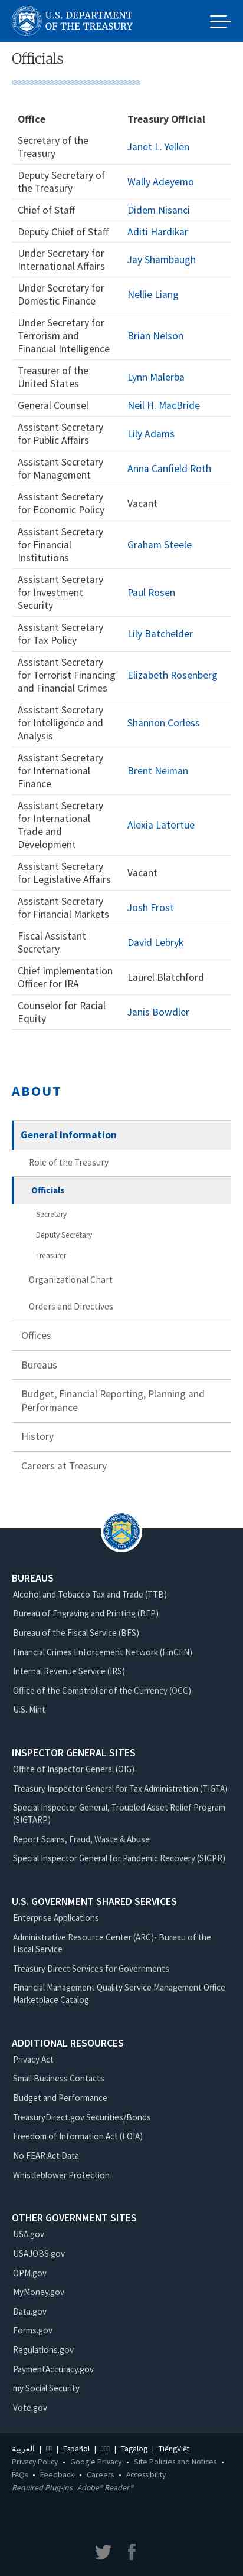 U.S. DEPARTMENT
OF THE TREASURY
Officials
Office Treasury Official
Secretary of the
Treasury
Janet L. Yellen
Deputy Secretary of
the Treasury
Wally Adeyemo
Chief of Staff Didem Nisanci
Deputy Chief of Staff Aditi Hardikar
Under Secretary for
International Affairs
Jay Shambaugh
Under Secretary for
Domestic Finance
Nellie Liang
Under Secretary for
Terrorism and
Financial Intelligence
Brian Nelson
Treasurer of the
United States
Lynn Malerba
General Counsel Neil H. MacBride
Assistant Secretary
for Public Affairs
Lily Adams
Assistant Secretary
for Management
Anna Canfield Roth
Assistant Secretary
for Economic Policy
Vacant
Assistant Secretary
for Financial
Institutions
Graham Steele
Assistant Secretary
for Investment
Security
Paul Rosen
Assistant Secretary
for Tax Policy
Lily Batchelder
Assistant Secretary
for Terrorist Financing
and Financial Crimes
Elizabeth Rosenberg
Assistant Secretary
for Intelligence and
Analysis
Shannon Corless
Assistant Secretary
for International
Finance
Brent Neiman
Assistant Secretary
for International
Trade and
Development
Alexia Latortue
Assistant Secretary
for Legislative Affairs
Vacant
Assistant Secretary
for Financial Markets
Josh Frost
Fiscal Assistant
Secretary
David Lebryk
Chief Implementation
Officer for IRA
Laurel Blatchford
Counselor for Racial
Equity
Janis Bowdler
ABOUT
General Information
Role of the Treasury
Officials
Secretary
Deputy Secretary
Treasurer
Organizational Chart
Orders and Directives
Offices
Bureaus
Budget, Financial Reporting, Planning and
Performance
History
Careers at Treasury
BUREAUS
Alcohol and Tobacco Tax and Trade (TTB)
Bureau of Engraving and Printing (BEP)
Bureau of the Fiscal Service (BFS)
Financial Crimes Enforcement Network (FinCEN)
Internal Revenue Service (IRS)
Office of the Comptroller of the Currency (OCC)
U.S. Mint
INSPECTOR GENERAL SITES
Office of Inspector General (OIG)
Treasury Inspector General for Tax Administration (TIGTA)
Special Inspector General, Troubled Asset Relief Program
(SIGTARP)
Report Scams, Fraud, Waste & Abuse
Special Inspector General for Pandemic Recovery (SIGPR)
U.S. GOVERNMENT SHARED SERVICES
Enterprise Applications
Administrative Resource Center (ARC)- Bureau of the
Fiscal Service
Treasury Direct Services for Governments
Financial Management Quality Service Management Office
Marketplace Catalog
ADDITIONAL RESOURCES
Privacy Act
Small Business Contacts
Budget and Performance
TreasuryDirect.gov Securities/Bonds
Freedom of Information Act (FOIA)
No FEAR Act Data
Whistleblower Protection
OTHER GOVERNMENT SITES
USA.gov
USAJOBS.gov
OPM.gov
MyMoney.gov
Data.gov
Forms.gov
Regulations.gov
PaymentAccuracy.gov
my Social Security
Vote.gov
العربية | | Español | | Tagalog | TiếngViệt
Privacy Policy • Google Privacy • Site Policies and Notices •
FAQs • Feedback • Careers • Accessibility
Required Plug-ins Adobe® Reader®